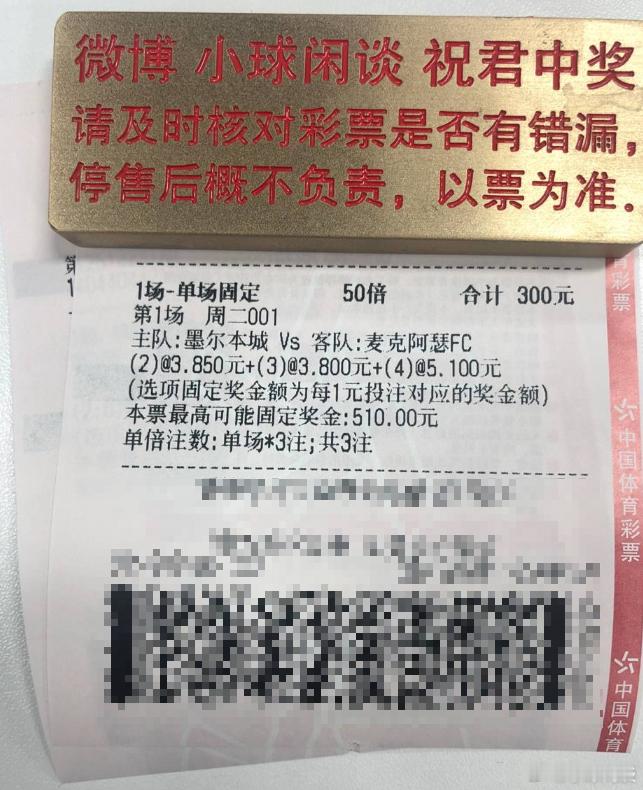 微博 小球闲谈 祝君中奖
请及时核对彩票是否有错漏，
停售后概不负责，以票为准.
第
1
1场-单场固定 50倍 合计 300元
第1场 周二001
主队:墨尔本城 Vs 客队:麦克阿瑟FC
(2)@3.850元+(3)@3.800元+(4)@5.100元
(选项固定奖金额为每1元投注对应的奖金额)
本票最高可能固定奖金:510.00元
单倍注数:单场*3注;共3注
育彩票
中国体育彩票
中国体育